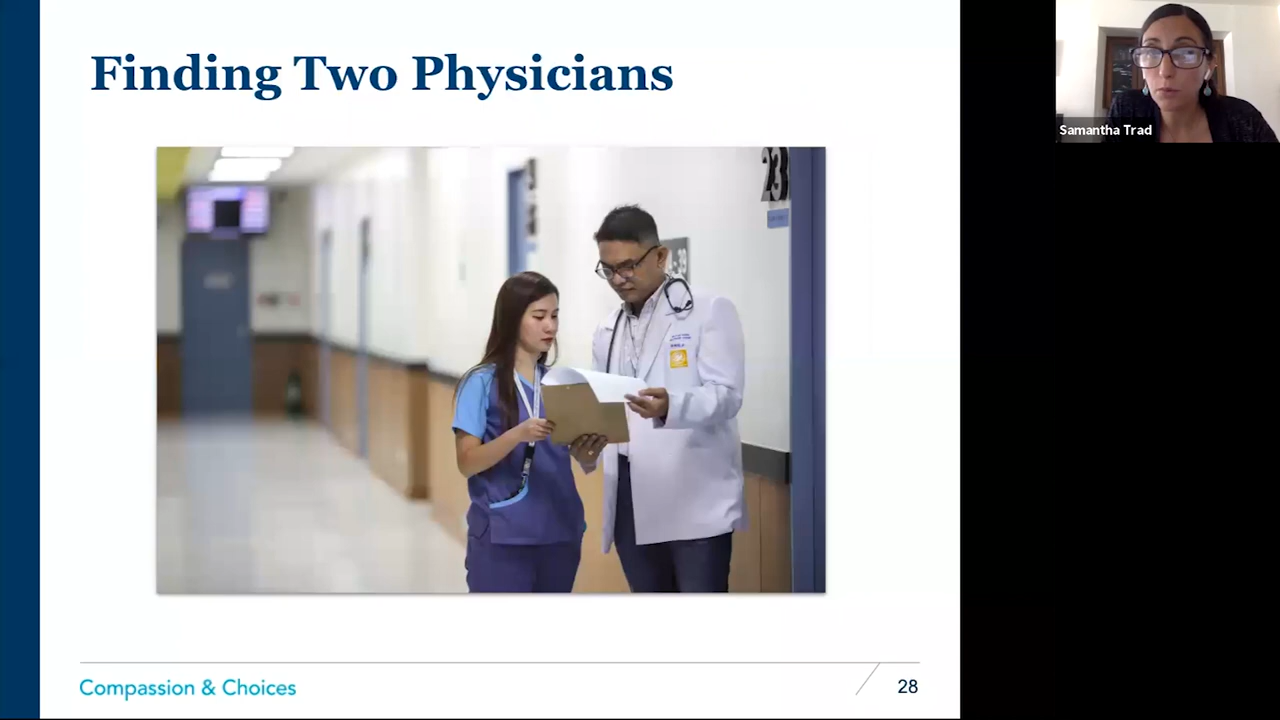 Finding Two Physicians
Samantha Trad
23
Compassion & Choices
28